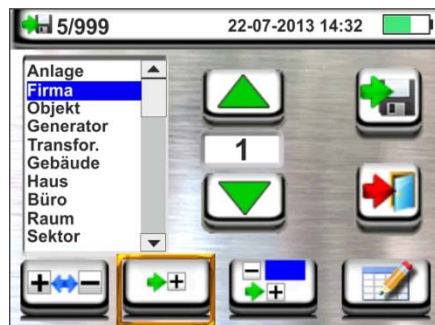 5/999 22-07-2013 14:32
Anlage
Firma
Objekt
Generator
Transfor.
Gebäude
Haus
Büro
Raum
Sektor
1